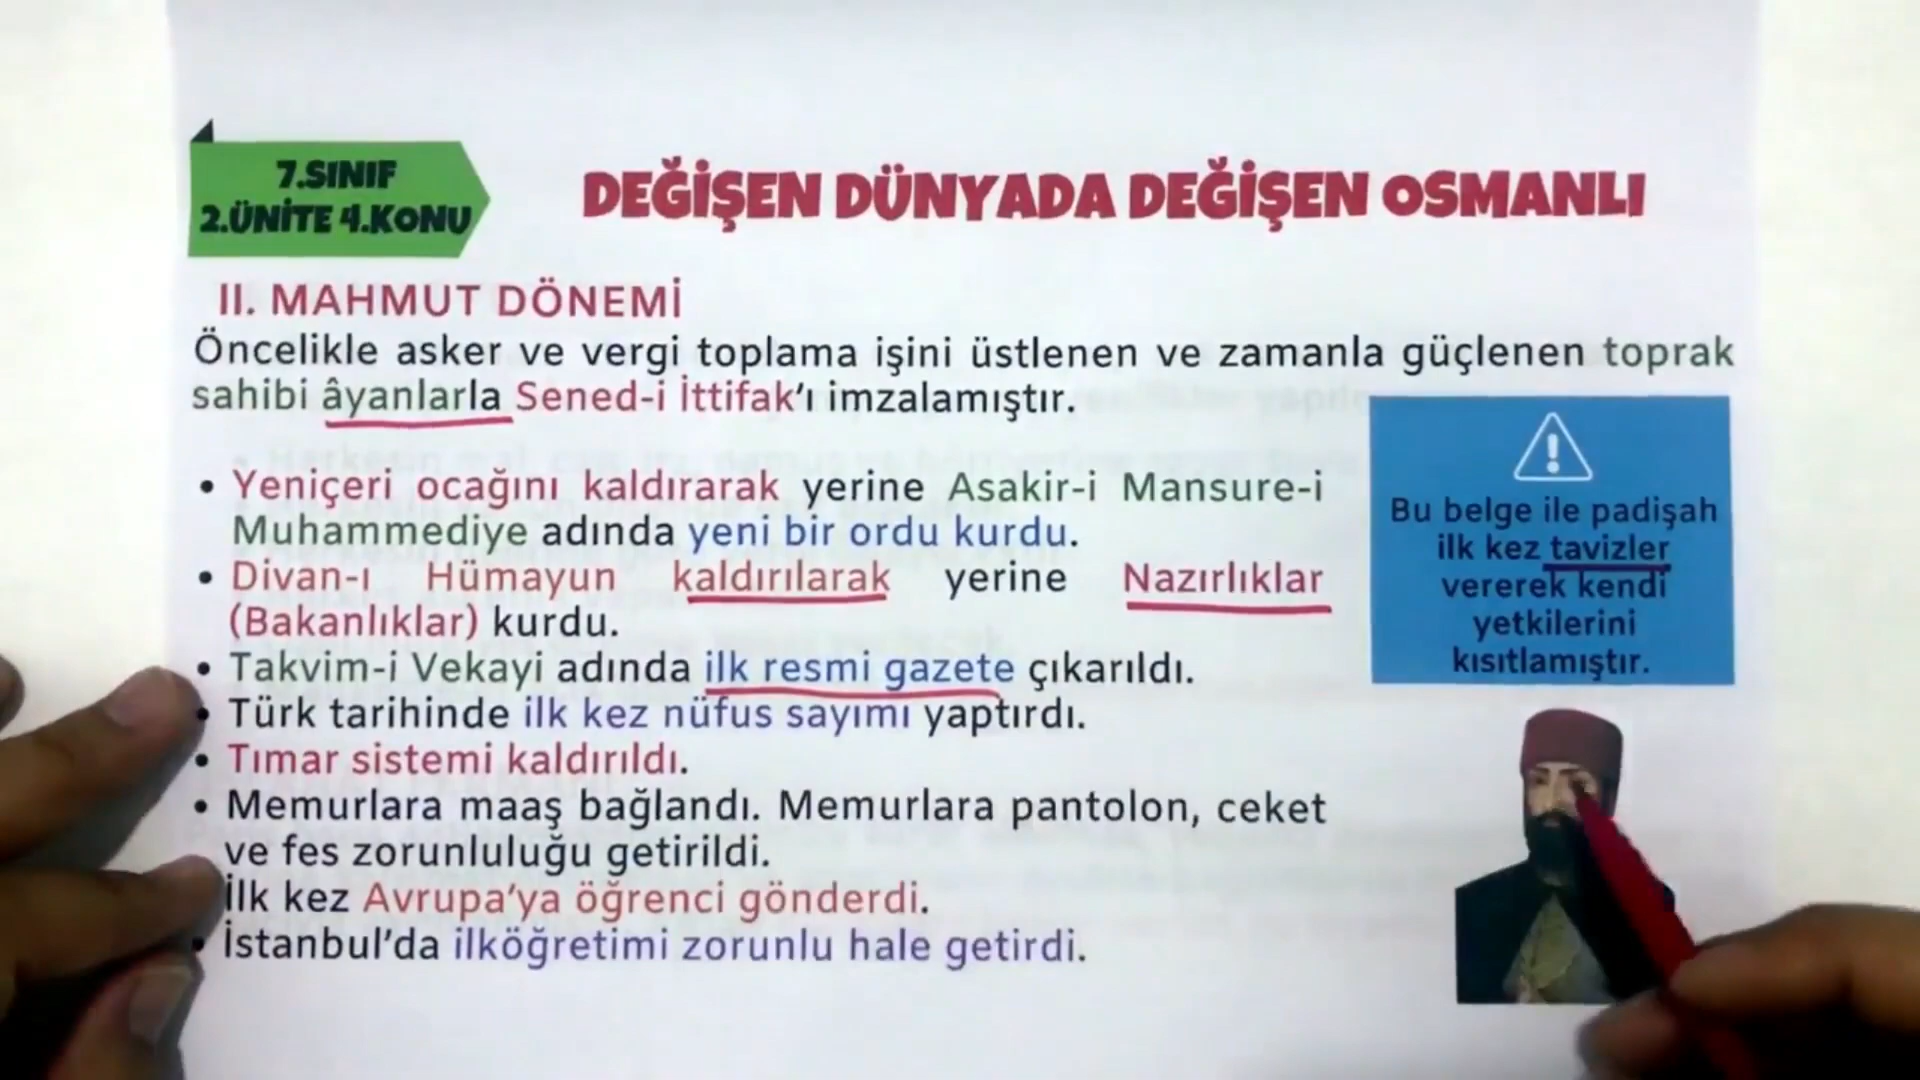 7.SINIF
2.ÜNİTE 4.KONU
DEĞİŞEN DÜNYADA DEĞİŞEN OSMANLI
II. MAHMUT DÖNEMİ
Öncelikle asker ve vergi toplama işini üstlenen ve zamanla güçlenen toprak
sahibi âyanlarla Sened-i İttifak'ı imzalamıştır.
• Yeniçeri ocağını kaldırarak yerine Asakir-i Mansure-i
Muhammediye adında yeni bir ordu kurdu.
• Divan-ı Hümayun kaldırılarak yerine Nazırlıklar
(Bakanlıklar) kurdu.
• Takvim-i Vekayi adında ilk resmi gazete çıkarıldı.
• Türk tarihinde ilk kez nüfus sayımı yaptırdı.
• Tımar sistemi kaldırıldı.
• Memurlara maaş bağlandı. Memurlara pantolon, ceket
ve fes zorunluluğu getirildi.
İlk kez Avrupa'ya öğrenci gönderdi.
• İstanbul'da ilköğretimi zorunlu hale getirdi.
Bu belge ile padişah
ilk kez tavizler
vererek kendi
yetkilerini
kısıtlamıştır.